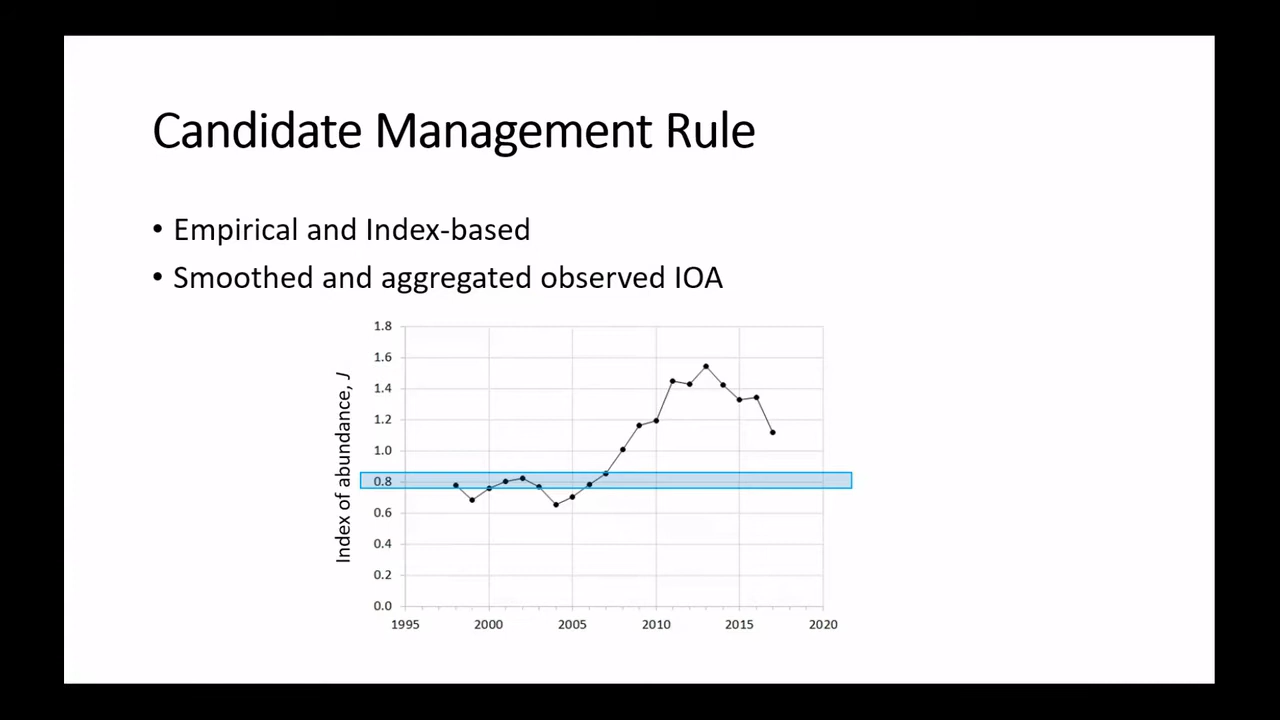 Candidate Management Rule
• Empirical and Index-based
• Smoothed and aggregated observed IOA
Index of abundance, J
1.8
1.6
1.4
1.2
1.0
0.8
0.6
0.4
0.2
0.0
1995 2000 2005 2010 2015 2020